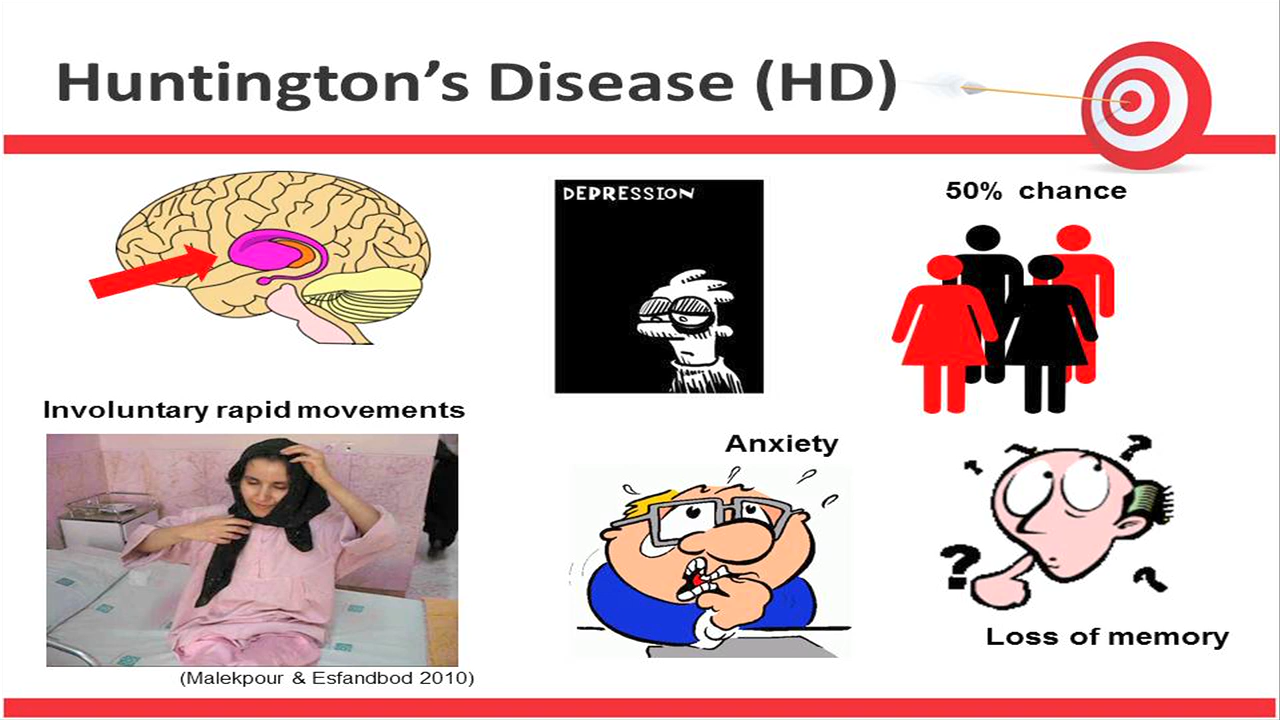 Huntington’s Disease (HD)
DEPRESSION
50% chance
Involuntary rapid movements
(Malekpour & Esfandbod 2010)
Anxiety
?
?
?
Loss of memory